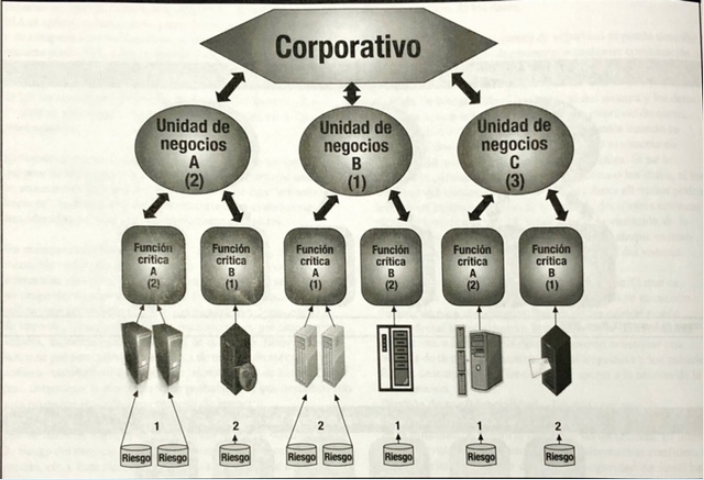 Corporativo
Unidad de
negocios
A
(2)
Unidad de
negocios
B
(1)
Unidad de
negocios
C
(3)
Función
crítica
A
(2)
Función
crítica
B
(1)
Función
crítica
A
(1)
Función
crítica
B
(2)
Función
crítica
A
(2)
Función
crítica
B
(1)
1
2
2
1
1
2
Riesgo
Riesgo
Riesgo
Riesgo
Riesgo
Riesgo
Riesgo
Riesgo